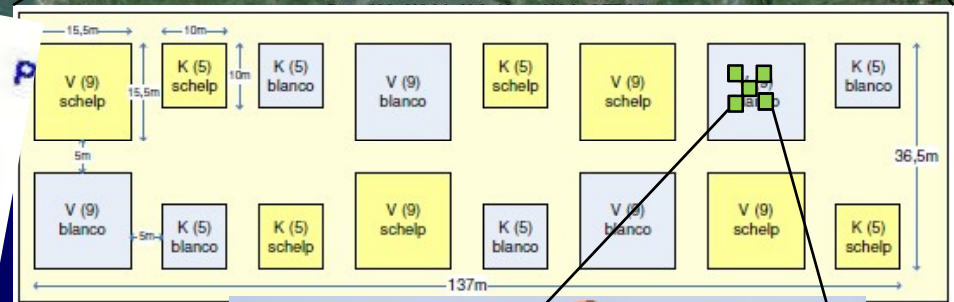 P
15,5m
10m
V (9)
schelp
15,5m
K (5)
schelp
10m
K (5)
blanco
V (9)
blanco
K (5)
schelp
V (9)
schelp
K (5)
blanco
5m
36,5m
V (9)
blanco
5m
K (5)
blanco
K (5)
schelp
V (9)
schelp
K (5)
blanco
V (9)
blanco
V (9)
schelp
K (5)
schelp
137m